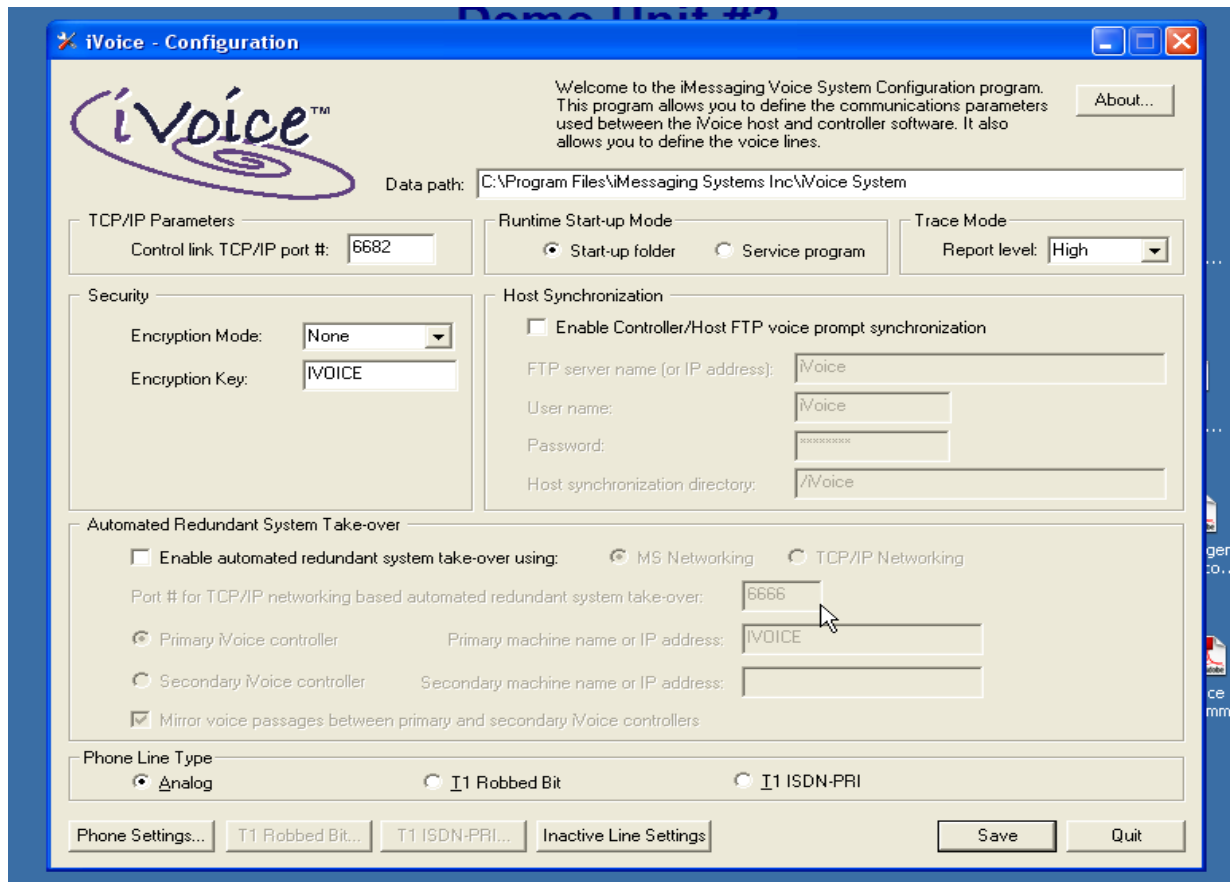 Demo Unit #2
iVoice - Configuration
iVoice™
Welcome to the iMessaging Voice System Configuration program.
This program allows you to define the communications parameters
used between the iVoice host and controller software. It also
allows you to define the voice lines.
About...
Data path: C:\Program Files\iMessaging Systems Inc\iVoice System
TCP/IP Parameters
Control link TCP/IP port #: 6682
Runtime Start-up Mode
Start-up folder Service program
Trace Mode
Report level: High
Security
Encryption Mode: None
Encryption Key: IVOICE
Host Synchronization
Enable Controller/Host FTP voice prompt synchronization
FTP server name (or IP address): iVoice
User name: iVoice
Password: ********
Host synchronization directory: /iVoice
Automated Redundant System Take-over
Enable automated redundant system take-over using: MS Networking TCP/IP Networking
Port # for TCP/IP networking based automated redundant system take-over: 6666
Primary iVoice controller Primary machine name or IP address: IVOICE
Secondary iVoice controller Secondary machine name or IP address:
Mirror voice passages between primary and secondary iVoice controllers
Phone Line Type
Analog T1 Robbed Bit T1 ISDN-PRI
Phone Settings... T1 Robbed Bit... T1 ISDN-PRI... Inactive Line Settings Save Quit